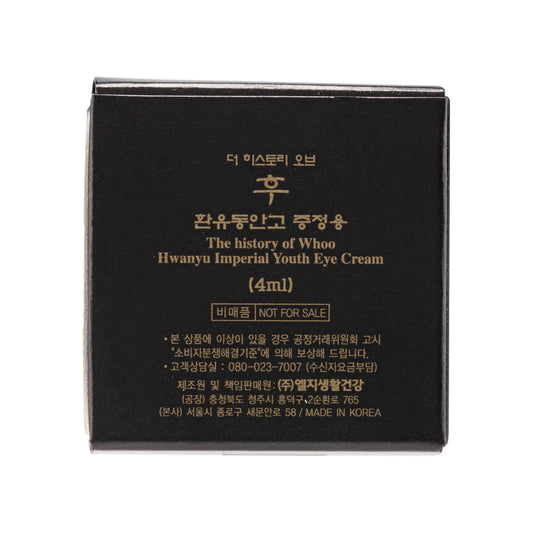 더 히스토리 오브
후
환유동안고 증정용
The history of Whoo
Hwanyu Imperial Youth Eye Cream
(4ml)
비매품 NOT FOR SALE
• 본 상품에 이상이 있을 경우 공정거래위원회 고시
"소비자분쟁해결기준"에 의해 보상해 드립니다.
• 고객상담실 : 080-023-7007 (수신자요금부담)
제조원 및 책임판매원 : (주)엘지생활건강
(공장) 충청북도 청주시 흥덕구 2순환로 765
(본사) 서울시 종로구 새문안로 58 / MADE IN KOREA